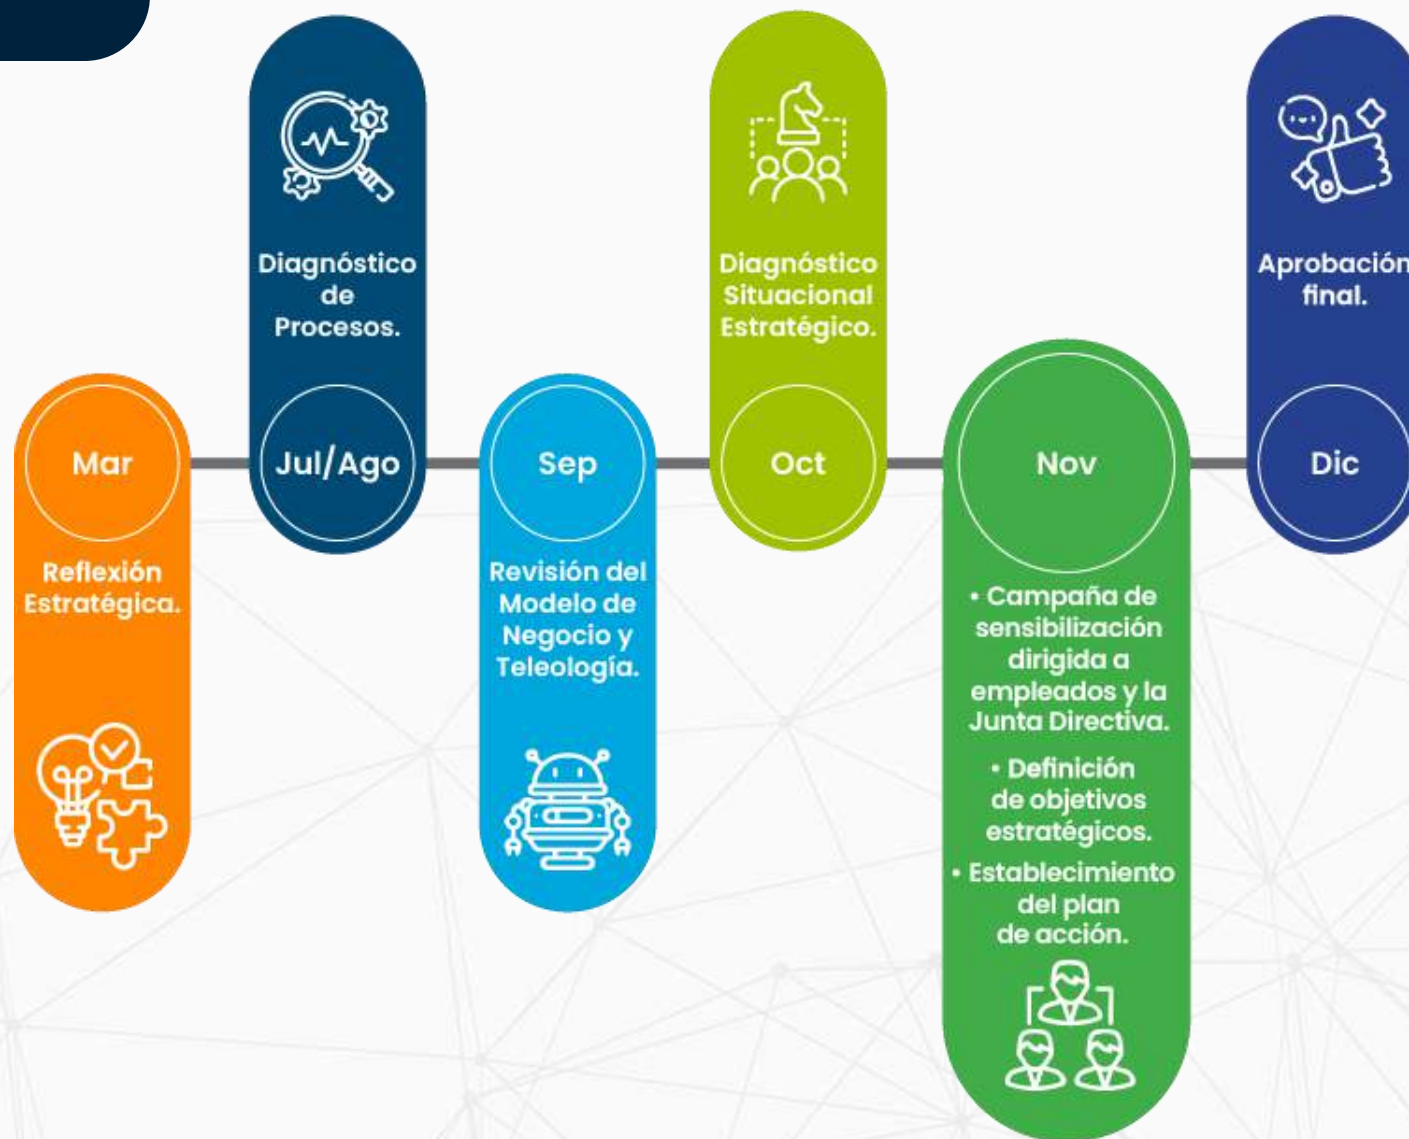 Mar
Reflexión
Estratégica.
Diagnóstico
de
Procesos.
Jul/Ago
Sep
Revisión del
Modelo de
Negocio y
Teleología.
Diagnóstico
Situacional
Estratégico.
Oct
Nov
• Campaña de
sensibilización
dirigida a
empleados y la
Junta Directiva.
• Definición
de objetivos
estratégicos.
• Establecimiento
del plan
de acción.
Aprobación
final.
Dic